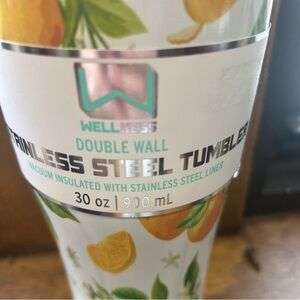 WELLNESS
DOUBLE WALL
STAINLESS STEEL TUMBLER
VACUUM INSULATED WITH STAINLESS STEEL LINER
30 oz | 900 mL